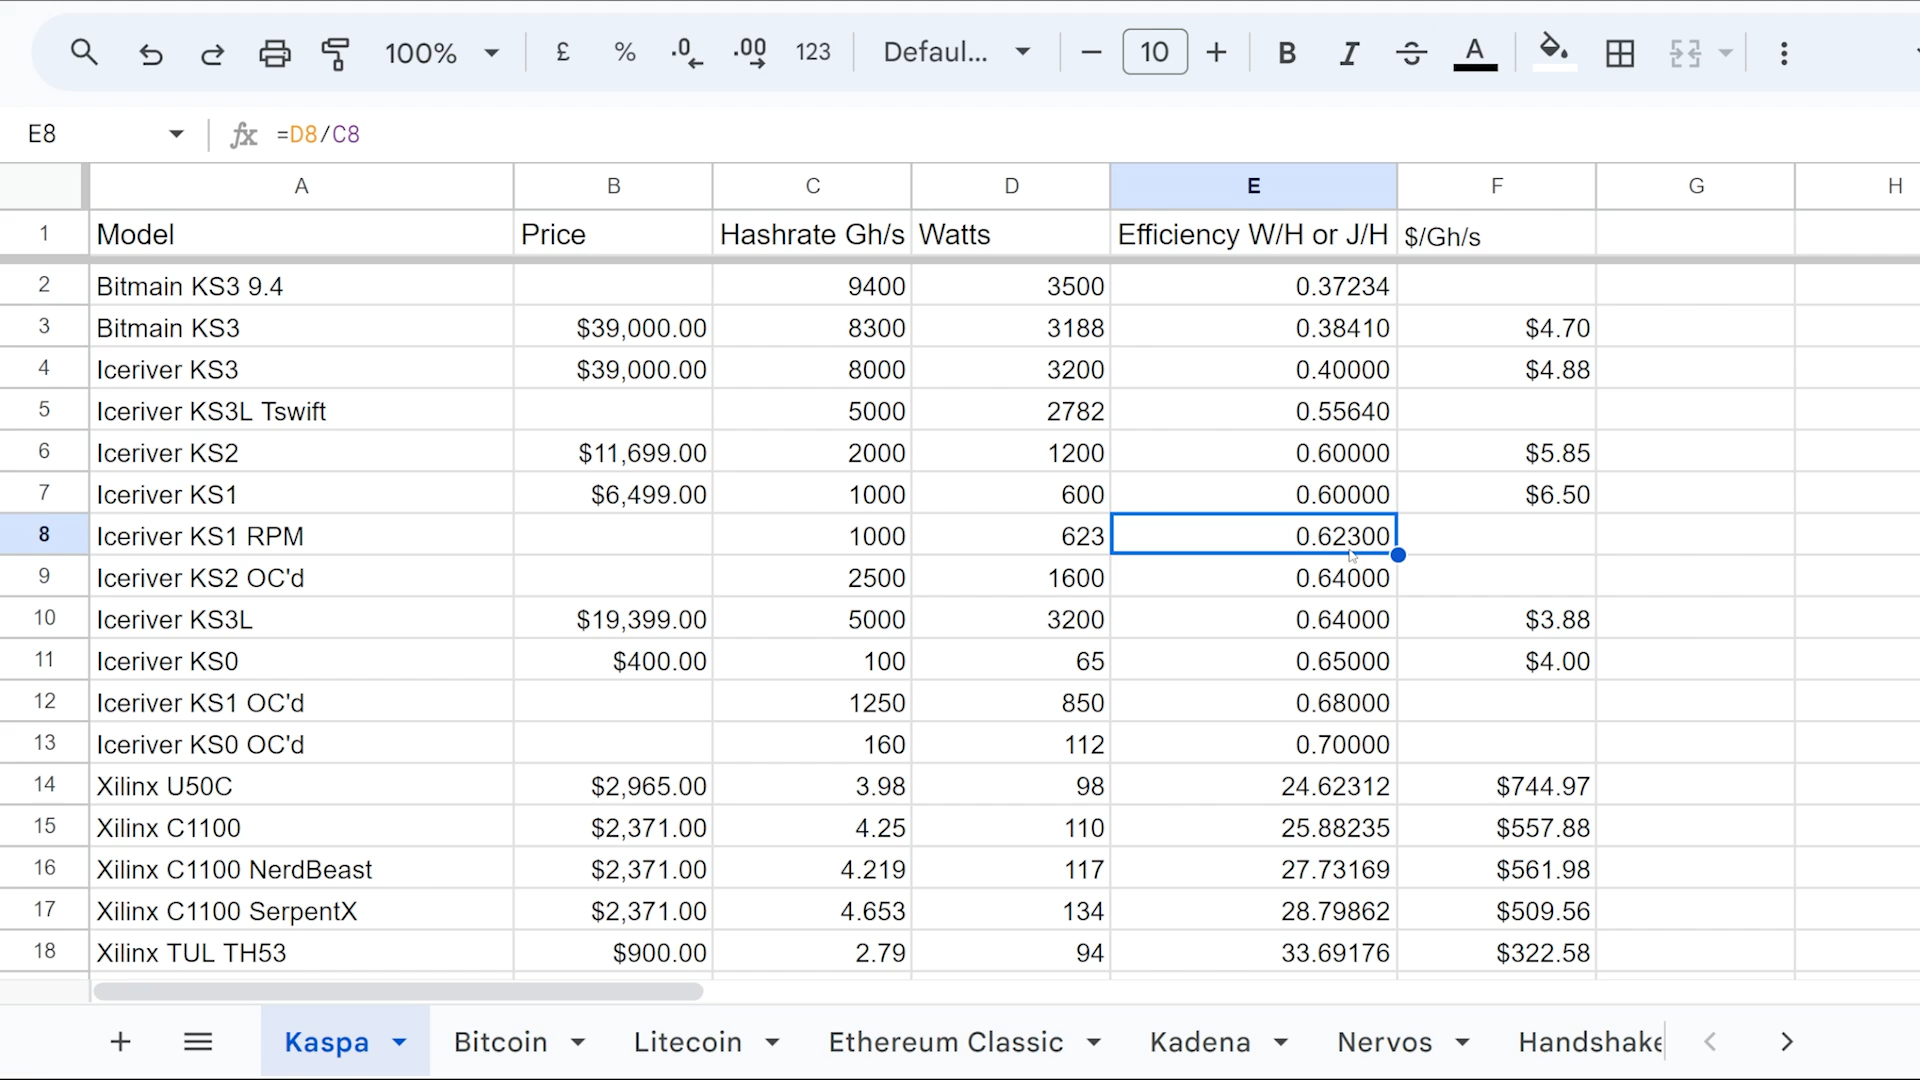 100% £ % .0 .00 123 Defaul... 10 B I S A
E8 fx =D8/C8
A B C D E F G H
1 Model Price Hashrate Gh/s Watts Efficiency W/H or J/H $/Gh/s
2 Bitmain KS3 9.4 9400 3500 0.37234
3 Bitmain KS3 $39,000.00 8300 3188 0.38410 $4.70
4 Iceriver KS3 $39,000.00 8000 3200 0.40000 $4.88
5 Iceriver KS3L Tswift 5000 2782 0.55640
6 Iceriver KS2 $11,699.00 2000 1200 0.60000 $5.85
7 Iceriver KS1 $6,499.00 1000 600 0.60000 $6.50
8 Iceriver KS1 RPM 1000 623 0.62300
9 Iceriver KS2 OC'd 2500 1600 0.64000
10 Iceriver KS3L $19,399.00 5000 3200 0.64000 $3.88
11 Iceriver KS0 $400.00 100 65 0.65000 $4.00
12 Iceriver KS1 OC'd 1250 850 0.68000
13 Iceriver KS0 OC'd 160 112 0.70000
14 Xilinx U50C $2,965.00 3.98 98 24.62312 $744.97
15 Xilinx C1100 $2,371.00 4.25 110 25.88235 $557.88
16 Xilinx C1100 NerdBeast $2,371.00 4.219 117 27.73169 $561.98
17 Xilinx C1100 SerpentX $2,371.00 4.653 134 28.79862 $509.56
18 Xilinx TUL TH53 $900.00 2.79 94 33.69176 $322.58
Kaspa Bitcoin Litecoin Ethereum Classic Kadena Nervos Handshake